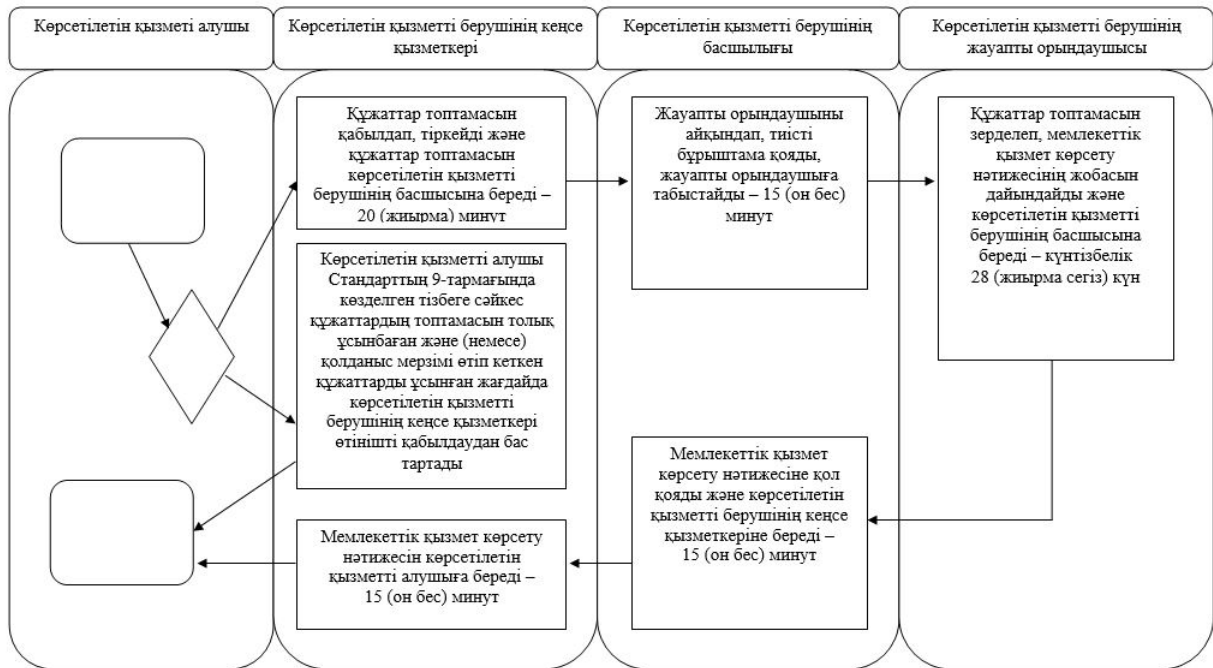 Көрсетілетін қызметі алушы
Көрсетілетін қызметті берушінің кеңсе
қызметкері
Көрсетілетін қызметті берушінің
басшылығы
Көрсетілетін қызметті берушінің
жауапты орындаушысы
Құжаттар топтамасын
қабылдап, тіркейді және
құжаттар топтамасын
көрсетілетін қызметті
берушінің басшысына береді –
20 (жиырма) минут
Жауапты орындаушыны
айқындап, тиісті
бұрыштама қояды,
жауапты орындаушыға
табыстайды – 15 (он бес)
минут
Құжаттар топтамасын
зерделеп, мемлекеттік
қызмет көрсету
нәтижесінің жобасын
дайындайды және
көрсетілетін қызметті
берушінің басшысына
береді – күнтізбелік
28 (жиырма сегіз) күн
Көрсетілетін қызметті алушы
Стандарттың 9-тармағында
көзделген тізбеге сәйкес
құжаттардың топтамасын толық
ұсынбаған және (немесе)
қолданыс мерзімі өтіп кеткен
құжаттарды ұсынған жағдайда
көрсетілетін қызметті
берушінің кеңсе қызметкері
өтінішті қабылдаудан бас
тартады
Мемлекеттік қызмет
көрсету нәтижесіне қол
қояды және көрсетілетін
қызметті берушінің кеңсе
қызметкеріне береді –
15 (он бес) минут
Мемлекеттік қызмет көрсету
нәтижесін көрсетілетін
қызметті алушыға береді –
15 (он бес) минут